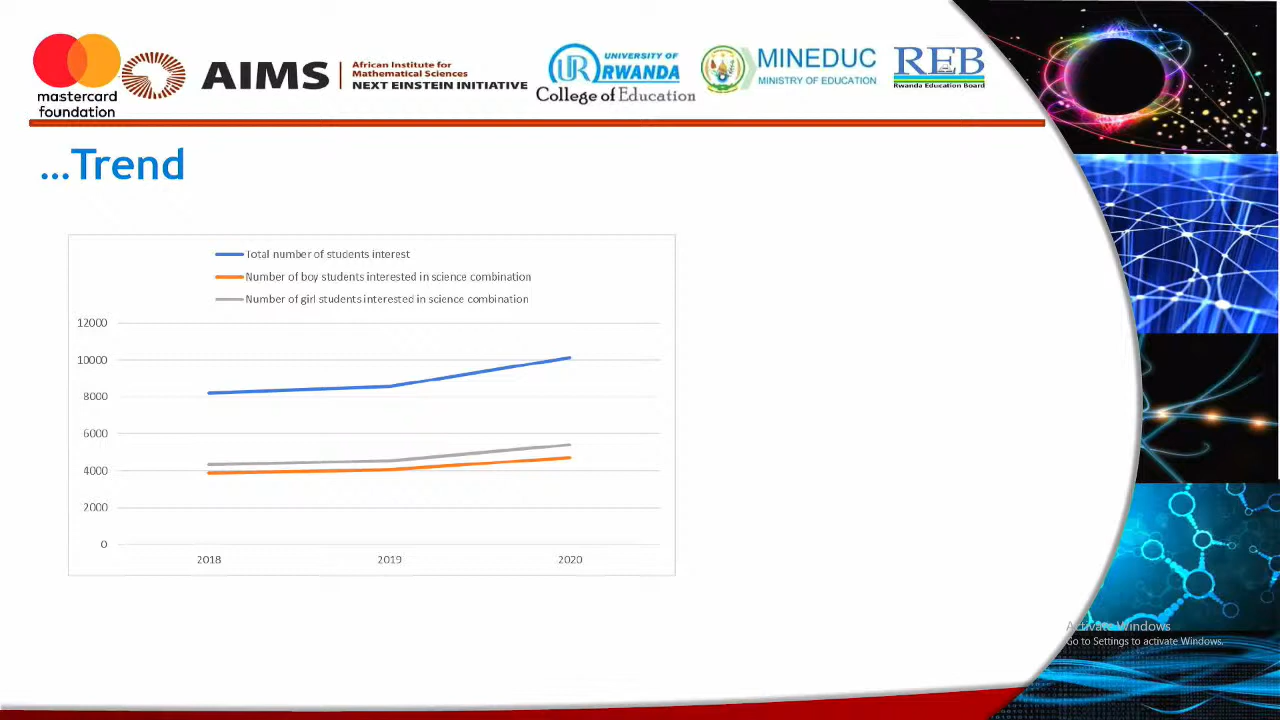 mastercard
foundation
AIMS
African Institute for
Mathematical Sciences
NEXT EINSTEIN INITIATIVE
UR
UNIVERSITY OF
RWANDA
College of Education
MINEDUC
MINISTRY OF EDUCATION
REB
Rwanda Education Board
...Trend
Total number of students interest
Number of boy students interested in science combination
Number of girl students interested in science combination
12000
10000
8000
6000
4000
2000
0
2018 2019 2020
Activate Windows
Go to Settings to activate Windows.